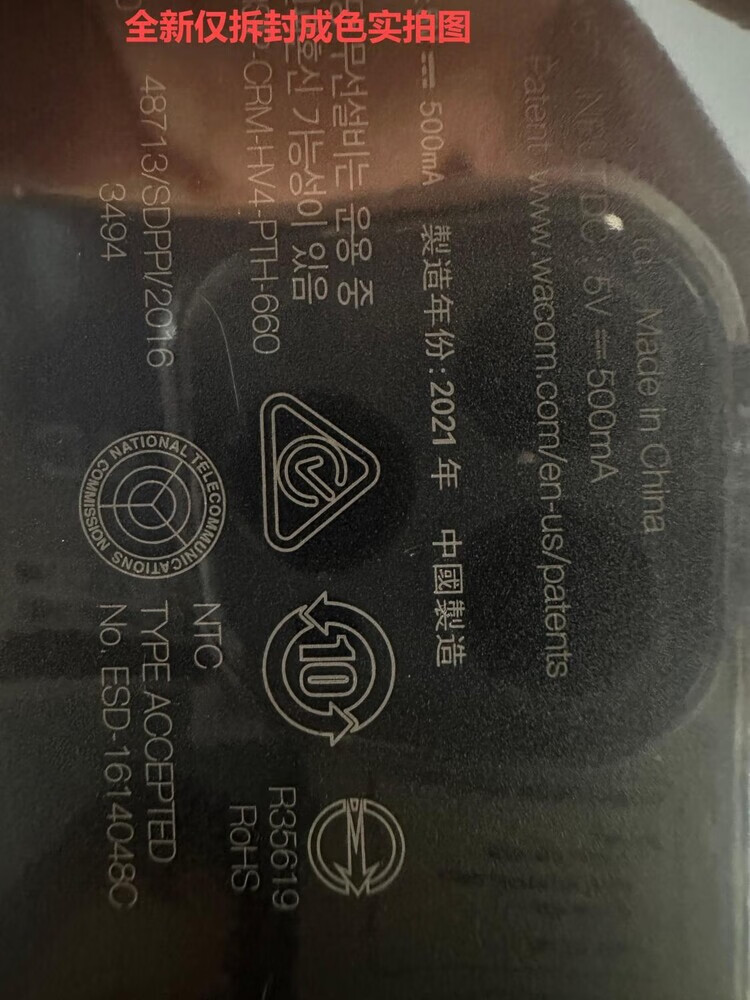 全新仅拆封成色实拍图
Ltd. Made in China
INPUT DC : 5V ⎓ 500mA
Patent: www.wacom.com/en-us/patents
⎓ 500mA 製造年份 : 2021 年 中國製造
무선설비는 운용 중
혼신 가능성이 있음
-CRM-HV4-PTH-660
48713/SDPPI/2016
3494
10
R35619
RoHS
NATIONAL TELECOMMUNICATIONS COMMISSION
NTC
TYPE ACCEPTED
No. ESD-1614048C